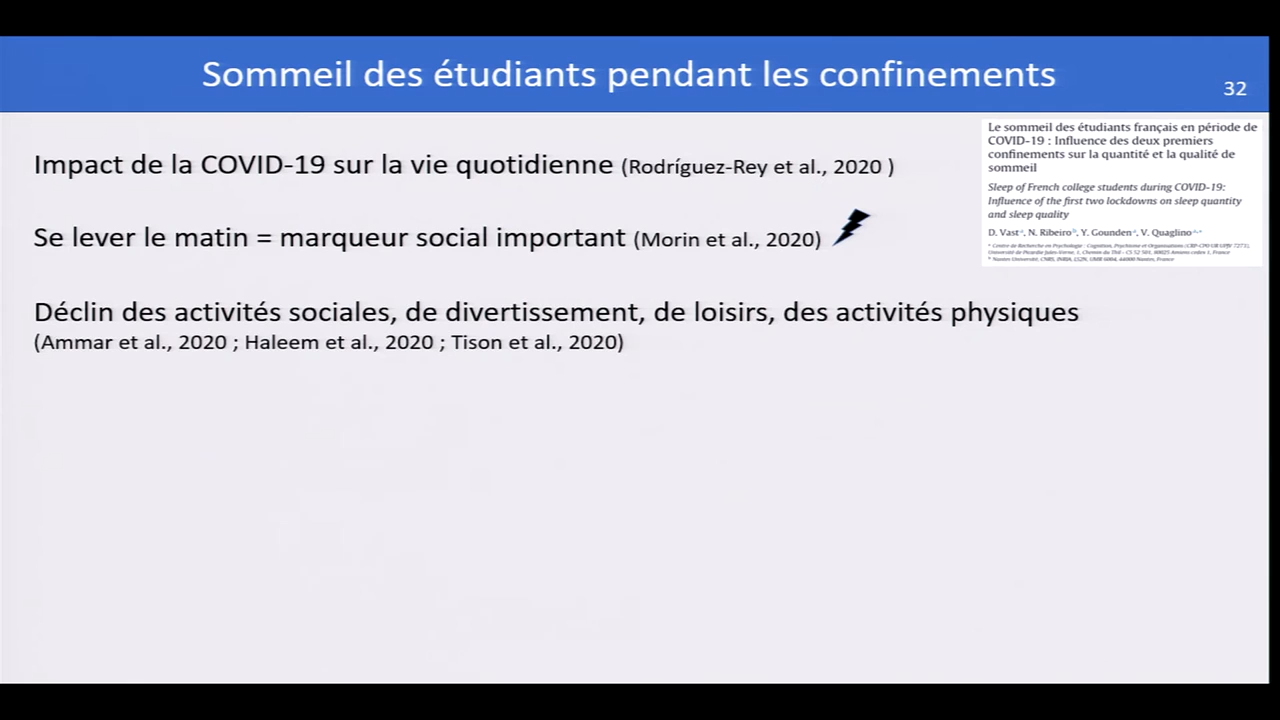 Sommeil des étudiants pendant les confinements
32
Le sommeil des étudiants français en période de
COVID-19 : Influence des deux premiers
confinements sur la quantité et la qualité de
sommeil
Sleep of French college students during COVID-19:
Influence of the first two lockdowns on sleep quantity
and sleep quality
D. Vast, N. Ribeiro, Y. Gounden, V. Quaglino
Impact de la COVID-19 sur la vie quotidienne (Rodríguez-Rey et al., 2020 )
Se lever le matin = marqueur social important (Morin et al., 2020)
Déclin des activités sociales, de divertissement, de loisirs, des activités physiques
(Ammar et al., 2020 ; Haleem et al., 2020 ; Tison et al., 2020)